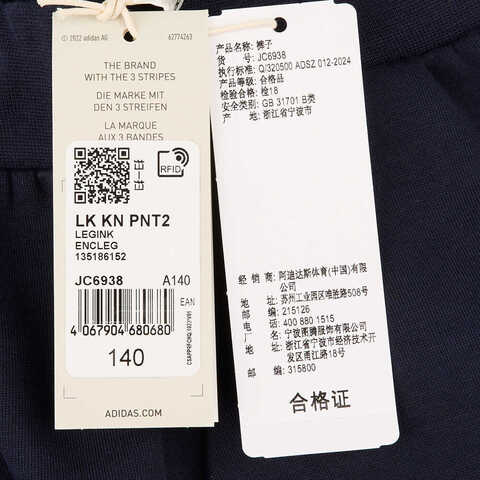 © 2022 adidas AG 62774263
THE BRAND
WITH THE 3 STRIPES
DIE MARKE MIT
DEN 3 STREIFEN
LA MARQUE
AUX 3 BANDES
RFID
LK KN PNT2
LEGINK
ENCLEG
135186152
JC6938 A140
EAN
4 067904 680680
140
ADIDAS.COM
产品名称: 裤子
货 号: JC6938
执行标准: Q/320500 ADSZ 012-2024
产品等级: 合格品
检验合格: 检18
安全类别: GB 31701 B类
产 地: 浙江省宁波市
经 销 商: 阿迪达斯体育(中国)有限
公司
地 址: 苏州工业园区唯胜路508号
邮 编: 215126
电 话: 400 880 1515
制 造 商: 宁波图腾服饰有限公司
地 址: 浙江省宁波市经济技术开
发区甬江路18号
邮 编: 315800
合格证